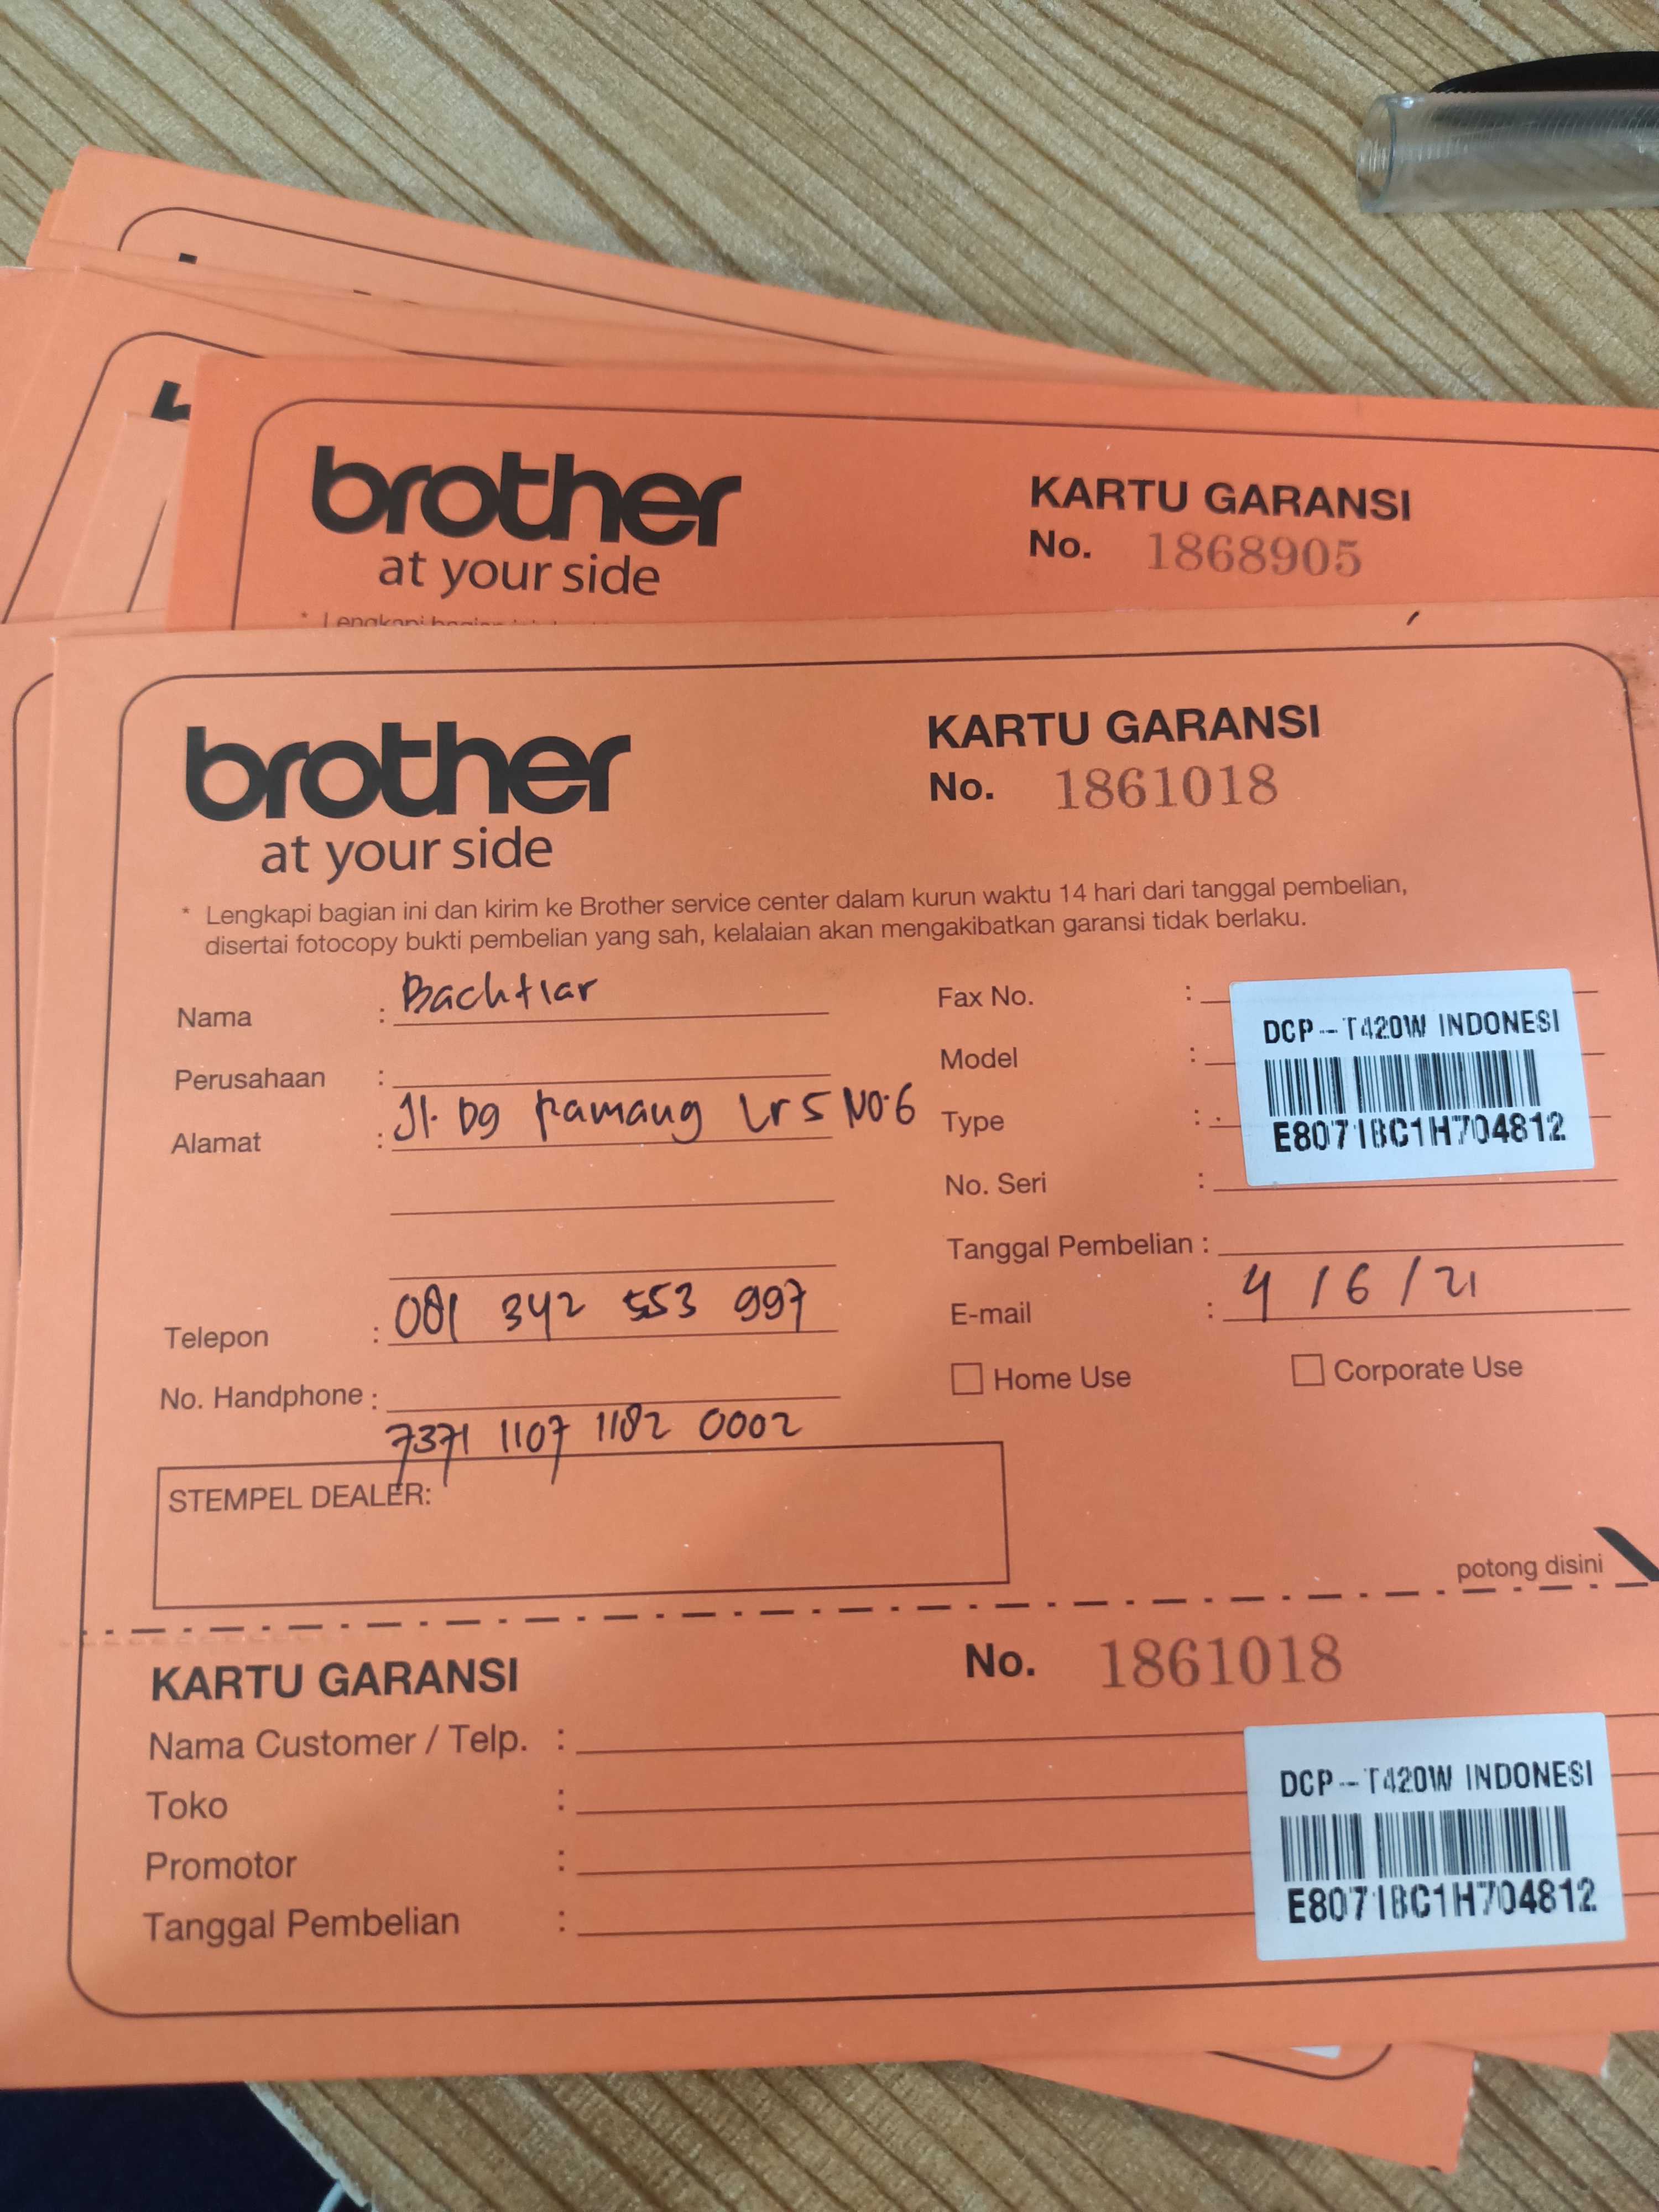 brother
at your side
KARTU GARANSI
No. 1868905
brother
at your side
KARTU GARANSI
No. 1861018
* Lengkapi bagian ini dan kirim ke Brother service center dalam kurun waktu 14 hari dari tanggal pembelian,
disertai fotocopy bukti pembelian yang sah, kelalaian akan mengakibatkan garansi tidak berlaku.
Nama : Bachtiar
Perusahaan :
Alamat : Jl. Dg Ramang Lr 5 No. 6
Telepon : 081 342 553 997
No. Handphone :
7371 1107 1182 0002
STEMPEL DEALER:
Fax No. :
Model :
Type :
No. Seri :
DCP-T420W INDONESI
E8071BC1H704812
Tanggal Pembelian :
4/6/21
E-mail :
Home Use
Corporate Use
potong disini
KARTU GARANSI
No. 1861018
Nama Customer / Telp. :
Toko :
Promotor :
Tanggal Pembelian :
DCP-T420W INDONESI
E8071BC1H704812